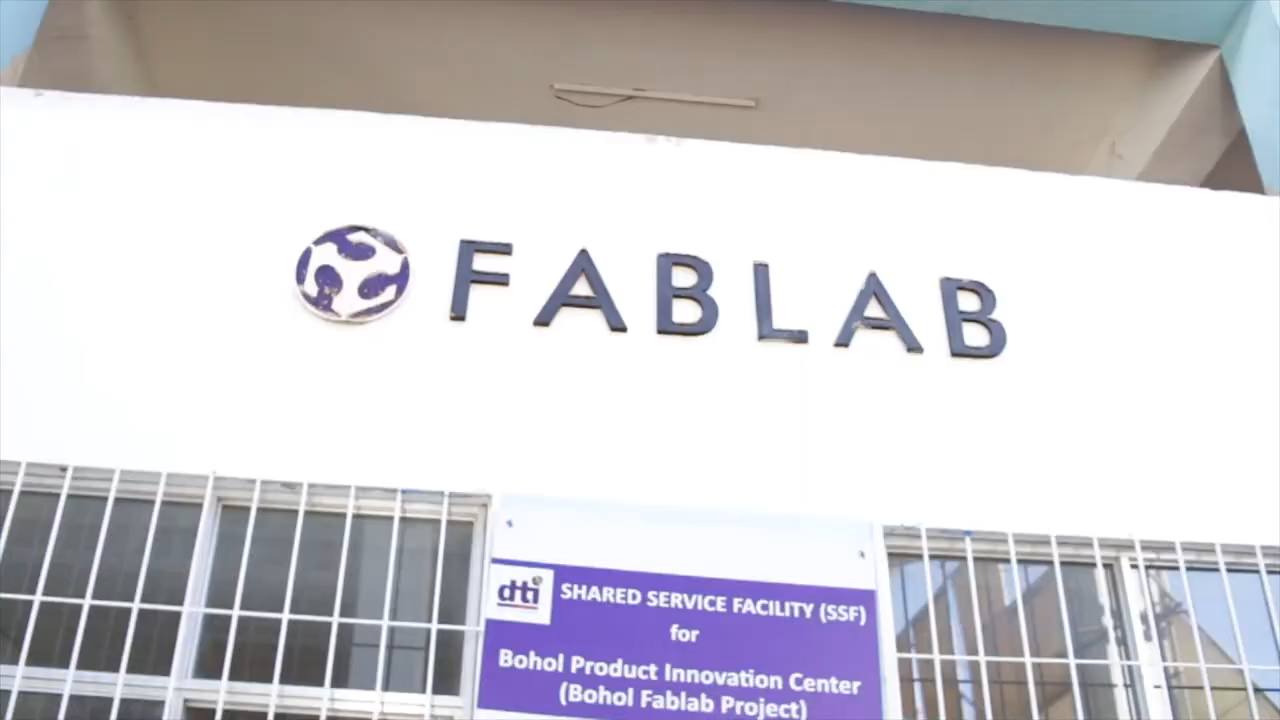 FABLAB
dti
SHARED SERVICE FACILITY (SSF)
for
Bohol Product Innovation Center
(Bohol Fablab Project)